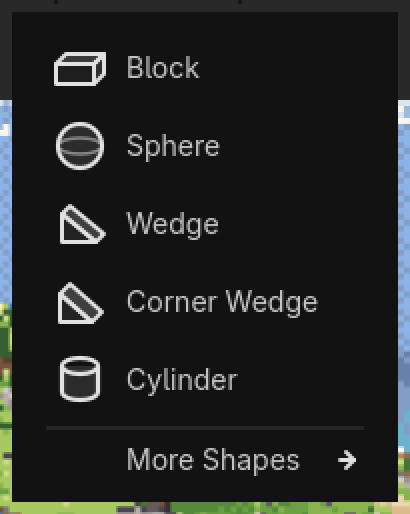 Block
Sphere
Wedge
Corner Wedge
Cylinder
More Shapes